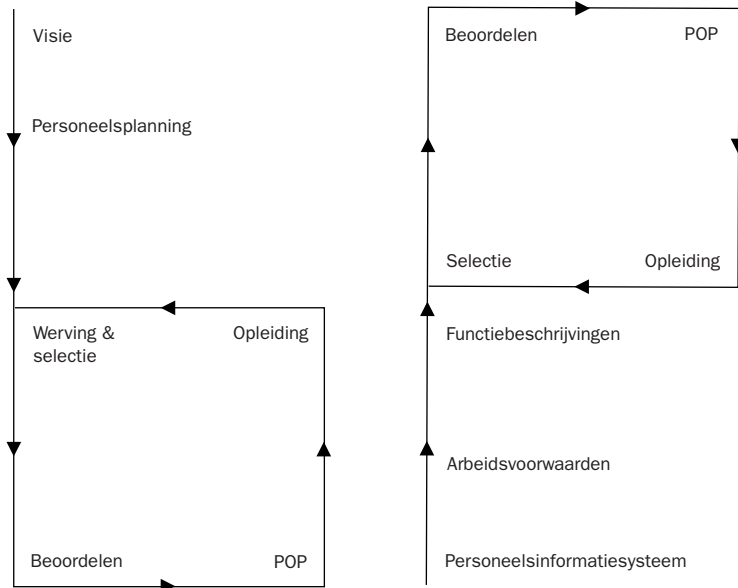 Visie
Personeelsplanning
Werving &
selectie
Opleiding
Beoordelen
POP
Beoordelen
POP
Selectie
Opleiding
Functiebeschrijvingen
Arbeidsvoorwaarden
Personeelsinformatiesysteem